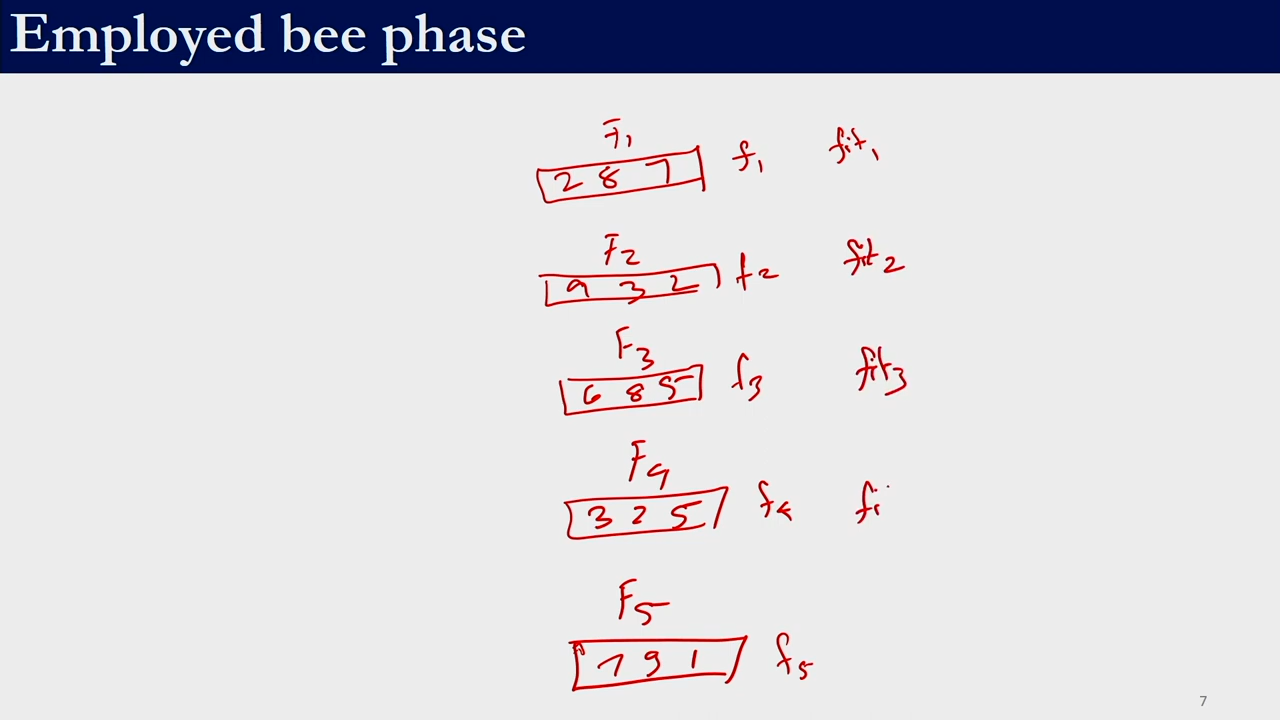 Employed bee phase
F1
2 8 7 f1 fit1
F2
9 3 2 f2 fit2
F3
6 8 5 f3 fit3
F4
3 2 5 f4 fi
F5
7 9 1 f5
7